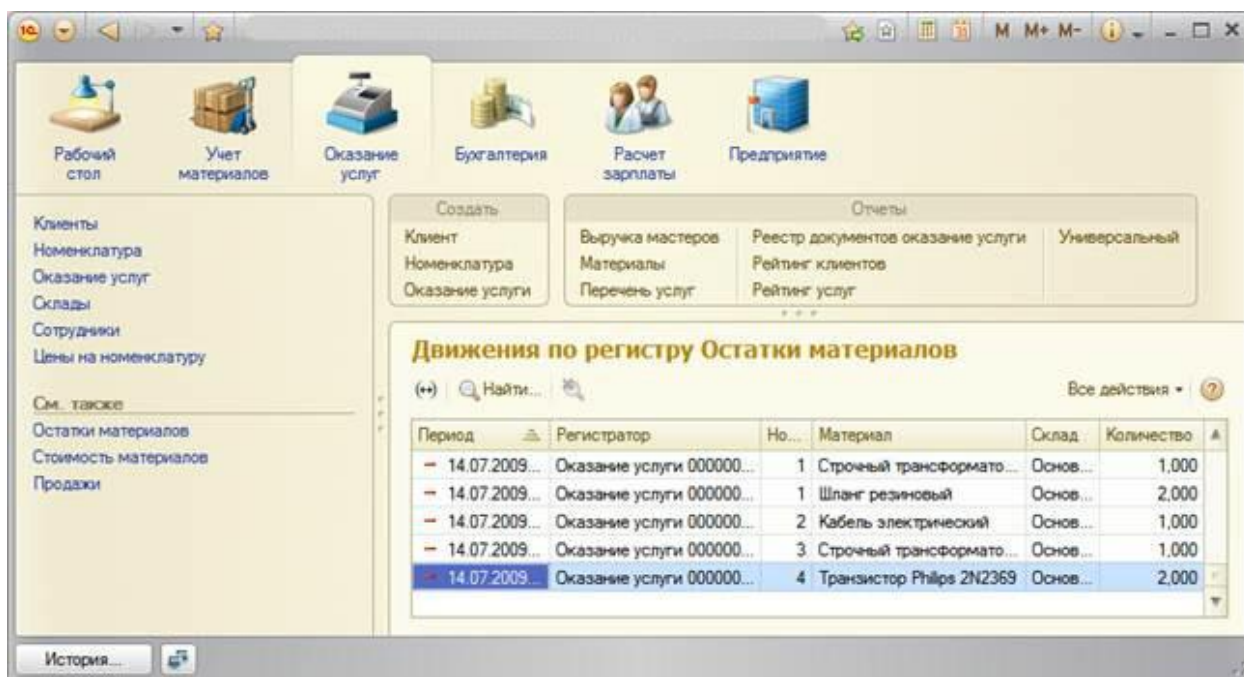 1С
31
M M+ M-
Рабочий стол
Учет материалов
Оказание услуг
Бухгалтерия
Расчет зарплаты
Предприятие
Клиенты
Номенклатура
Оказание услуг
Склады
Сотрудники
Цены на номенклатуру
См. также
Остатки материалов
Стоимость материалов
Продажи
Создать
Клиент
Номенклатура
Оказание услуги
Отчеты
Выручка мастеров
Материалы
Перечень услуг
Реестр документов оказание услуги
Рейтинг клиентов
Рейтинг услуг
Универсальный
Движения по регистру Остатки материалов
Найти...
Все действия
Период Регистратор Но... Материал Склад Количество
14.07.2009... Оказание услуги 000000... 1 Строчный трансформато... Основ... 1,000
14.07.2009... Оказание услуги 000000... 1 Шланг резиновый Основ... 2,000
14.07.2009... Оказание услуги 000000... 2 Кабель электрический Основ... 1,000
14.07.2009... Оказание услуги 000000... 3 Строчный трансформато... Основ... 1,000
14.07.2009... Оказание услуги 000000... 4 Транзистор Philips 2N2369 Основ... 2,000
История...